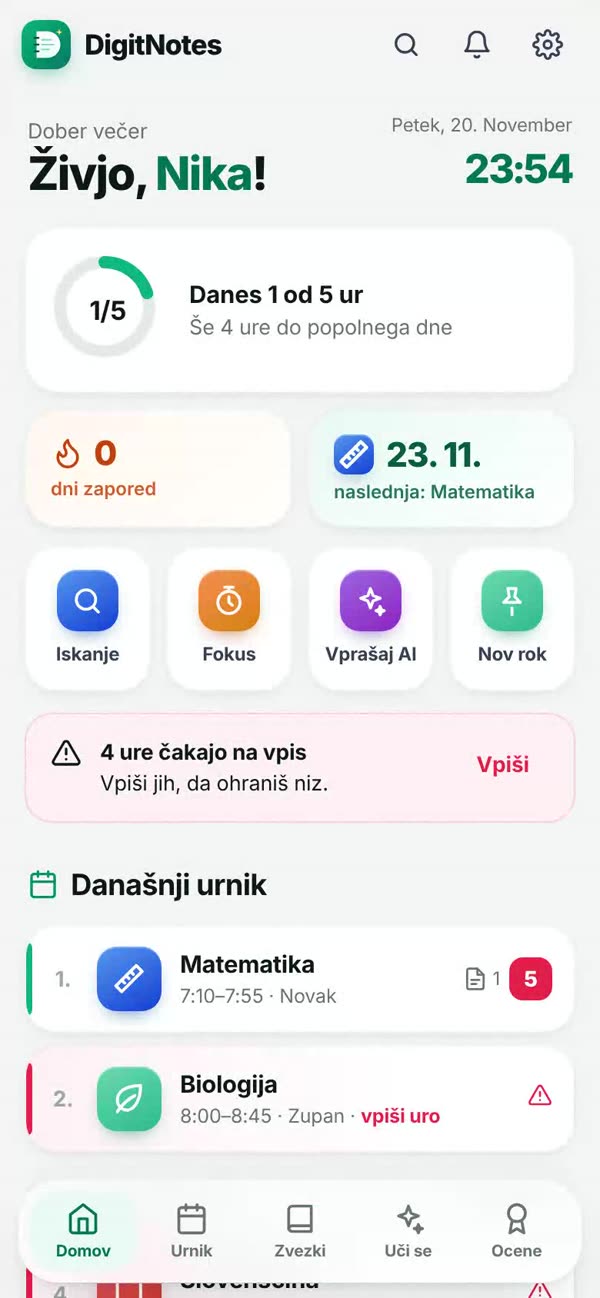 DigitNotes
Dober večer
Petek, 20. November
Živjo, Nika!
23:54
1/5
Danes 1 od 5 ur
Še 4 ure do popolnega dne
0
dni zapored
23. 11.
naslednja: Matematika
Iskanje
Fokus
Vprašaj AI
Nov rok
4 ure čakajo na vpis
Vpiši jih, da ohraniš niz.
Vpiši
Današnji urnik
1.
Matematika
7:10–7:55 · Novak
1
5
2.
Biologija
8:00–8:45 · Zupan · vpiši uro
Domov
Urnik
Zvezki
Uči se
Ocene
4.
Slovenščina